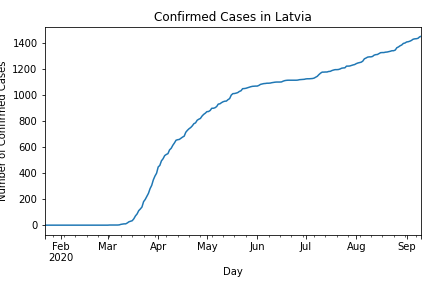 Confirmed Cases in Latvia
Number of Confirmed Cases
1400
1200
1000
800
600
400
200
0
Feb Mar Apr May Jun Jul Aug Sep
2020
Day